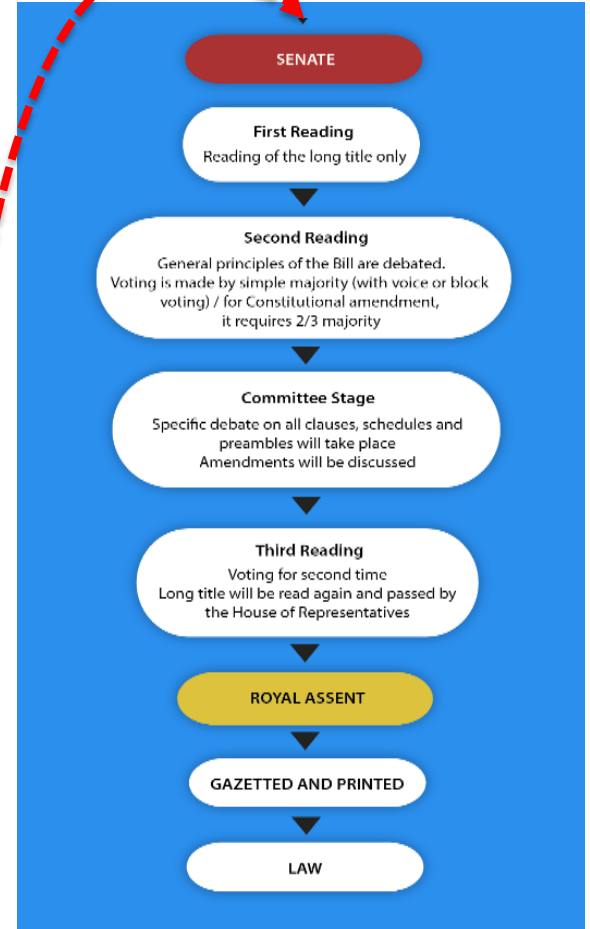 SENATE
First Reading
Reading of the long title only
Second Reading
General principles of the Bill are debated.
Voting is made by simple majority (with voice or block
voting) / for Constitutional amendment,
it requires 2/3 majority
Committee Stage
Specific debate on all clauses, schedules and
preambles will take place
Amendments will be discussed
Third Reading
Voting for second time
Long title will be read again and passed by
the House of Representatives
ROYAL ASSENT
GAZETTED AND PRINTED
LAW